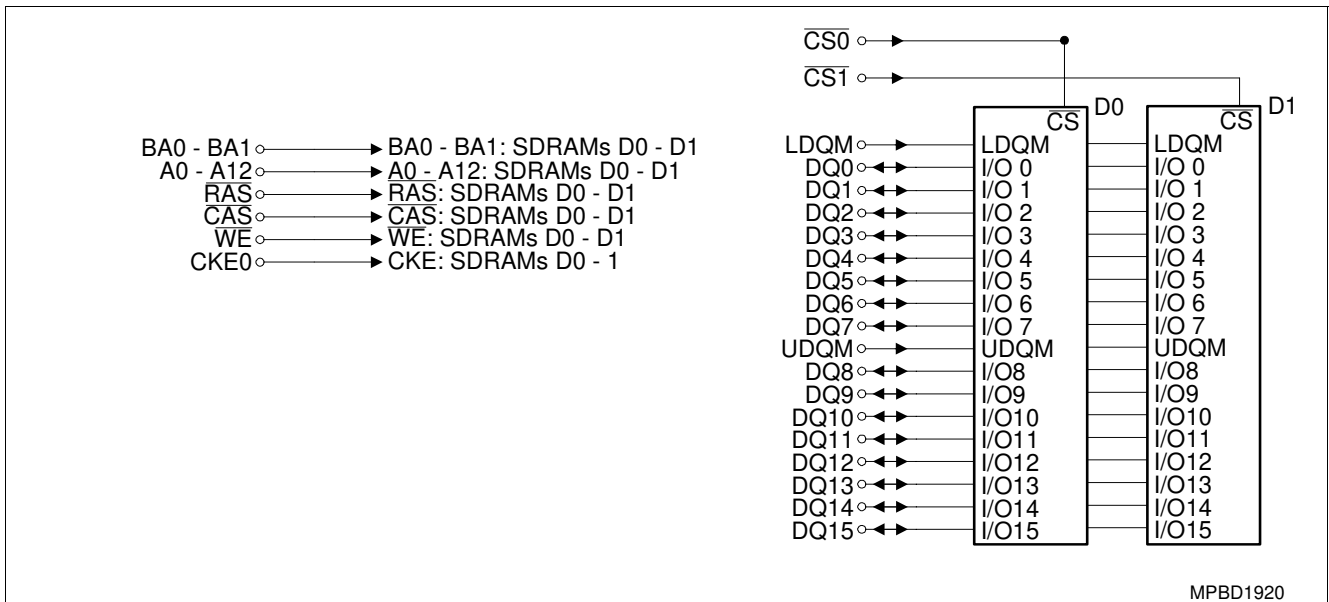 CS0
CS1
D0
D1
CS
CS
BA0 - BA1
BA0 - BA1: SDRAMs D0 - D1
A0 - A12
A0 - A12: SDRAMs D0 - D1
RAS
RAS: SDRAMs D0 - D1
CAS
CAS: SDRAMs D0 - D1
WE
WE: SDRAMs D0 - D1
CKE0
CKE: SDRAMs D0 - 1
LDQM LDQM LDQM
DQ0 I/O 0 I/O 0
DQ1 I/O 1 I/O 1
DQ2 I/O 2 I/O 2
DQ3 I/O 3 I/O 3
DQ4 I/O 4 I/O 4
DQ5 I/O 5 I/O 5
DQ6 I/O 6 I/O 6
DQ7 I/O 7 I/O 7
UDQM UDQM UDQM
DQ8 I/O8 I/O8
DQ9 I/O9 I/O9
DQ10 I/O10 I/O10
DQ11 I/O11 I/O11
DQ12 I/O12 I/O12
DQ13 I/O13 I/O13
DQ14 I/O14 I/O14
DQ15 I/O15 I/O15
MPBD1920